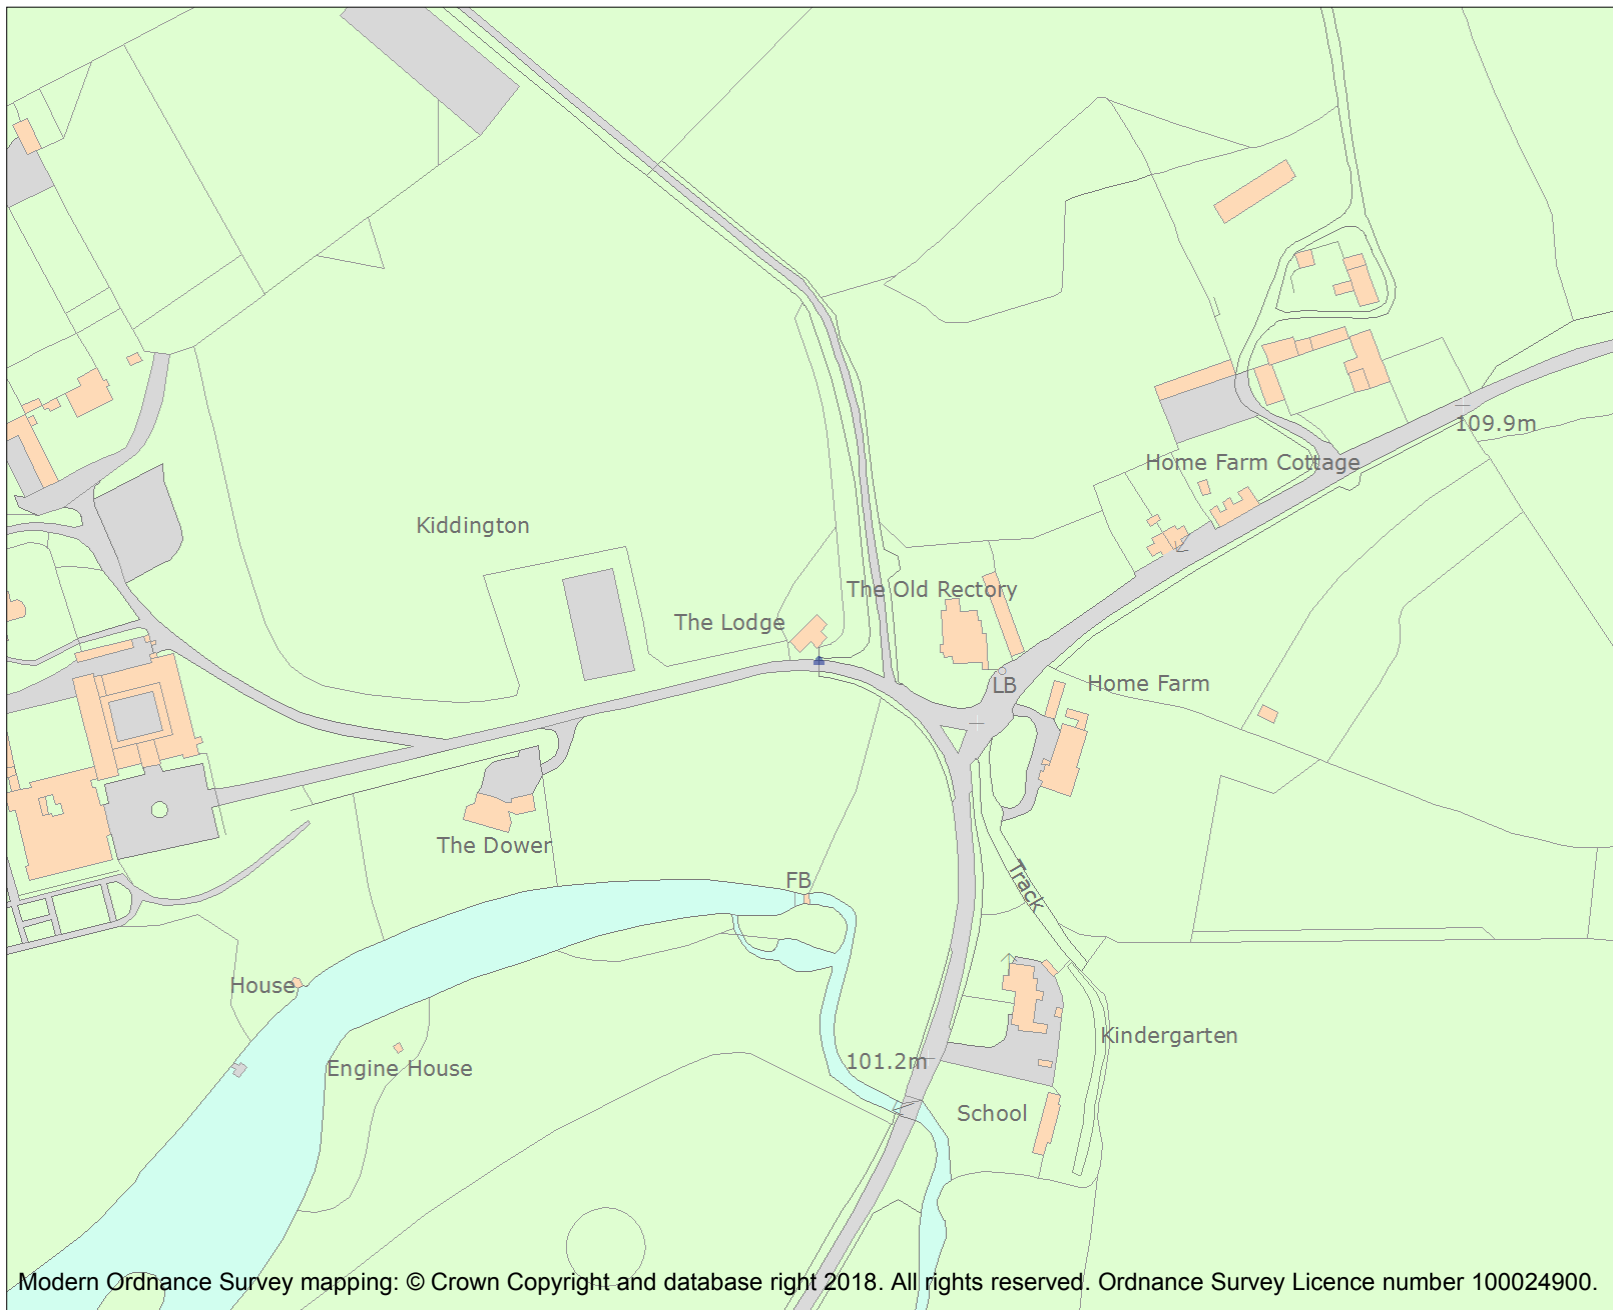 109.9m
Home Farm Cottage
Kiddington
The Old Rectory
The Lodge
LB
Home Farm
The Dower
FB
Track
House
Kindergarten
101.2m
Engine House
School
Modern Ordnance Survey mapping: © Crown Copyright and database right 2018. All rights reserved. Ordnance Survey Licence number 100024900.